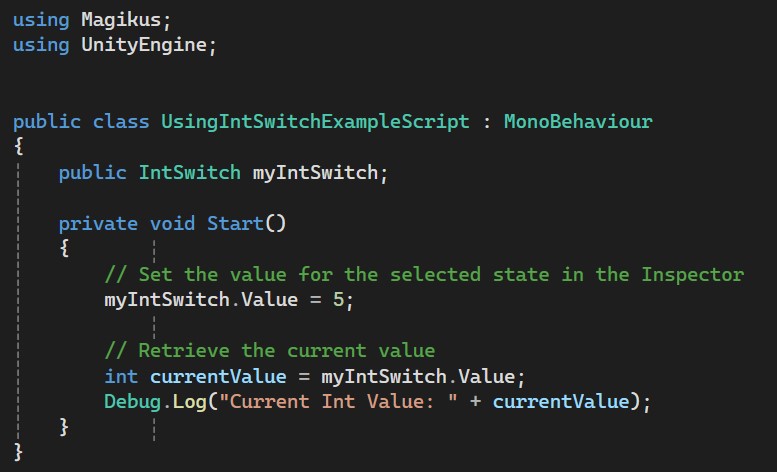 using Magikus;
using UnityEngine;
public class UsingIntSwitchExampleScript : MonoBehaviour
{
public IntSwitch myIntSwitch;
private void Start()
{
// Set the value for the selected state in the Inspector
myIntSwitch.Value = 5;
// Retrieve the current value
int currentValue = myIntSwitch.Value;
Debug.Log("Current Int Value: " + currentValue);
}
}